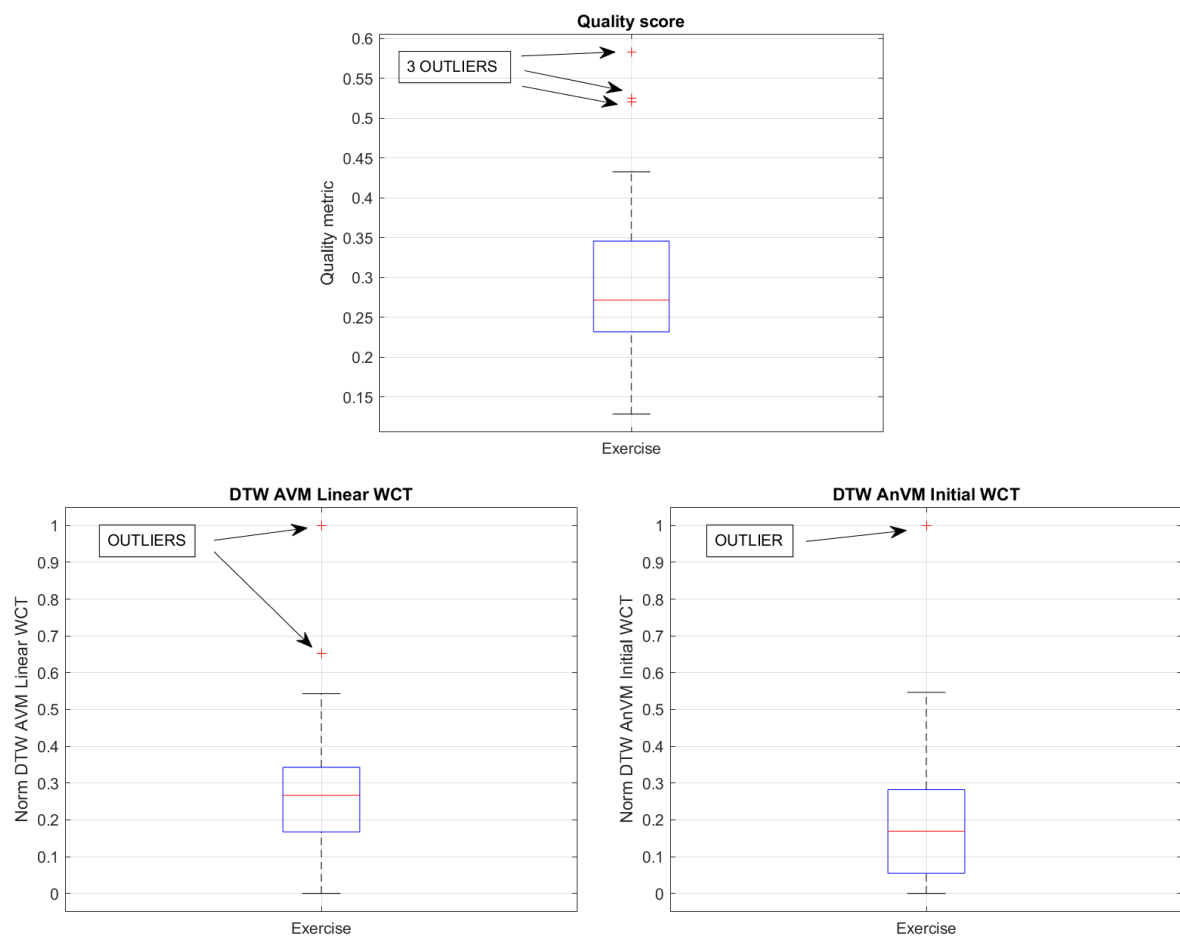 Quality score
0.6
3 OUTLIERS
0.55
0.5
0.45
0.4
0.35
0.3
0.25
0.2
0.15
Quality metric
Exercise
DTW AVM Linear WCT
1
OUTLIERS
0.9
0.8
0.7
0.6
0.5
0.4
0.3
0.2
0.1
0
Norm DTW AVM Linear WCT
Exercise
DTW AnVM Initial WCT
1
OUTLIER
0.9
0.8
0.7
0.6
0.5
0.4
0.3
0.2
0.1
0
Norm DTW AnVM Initial WCT
Exercise